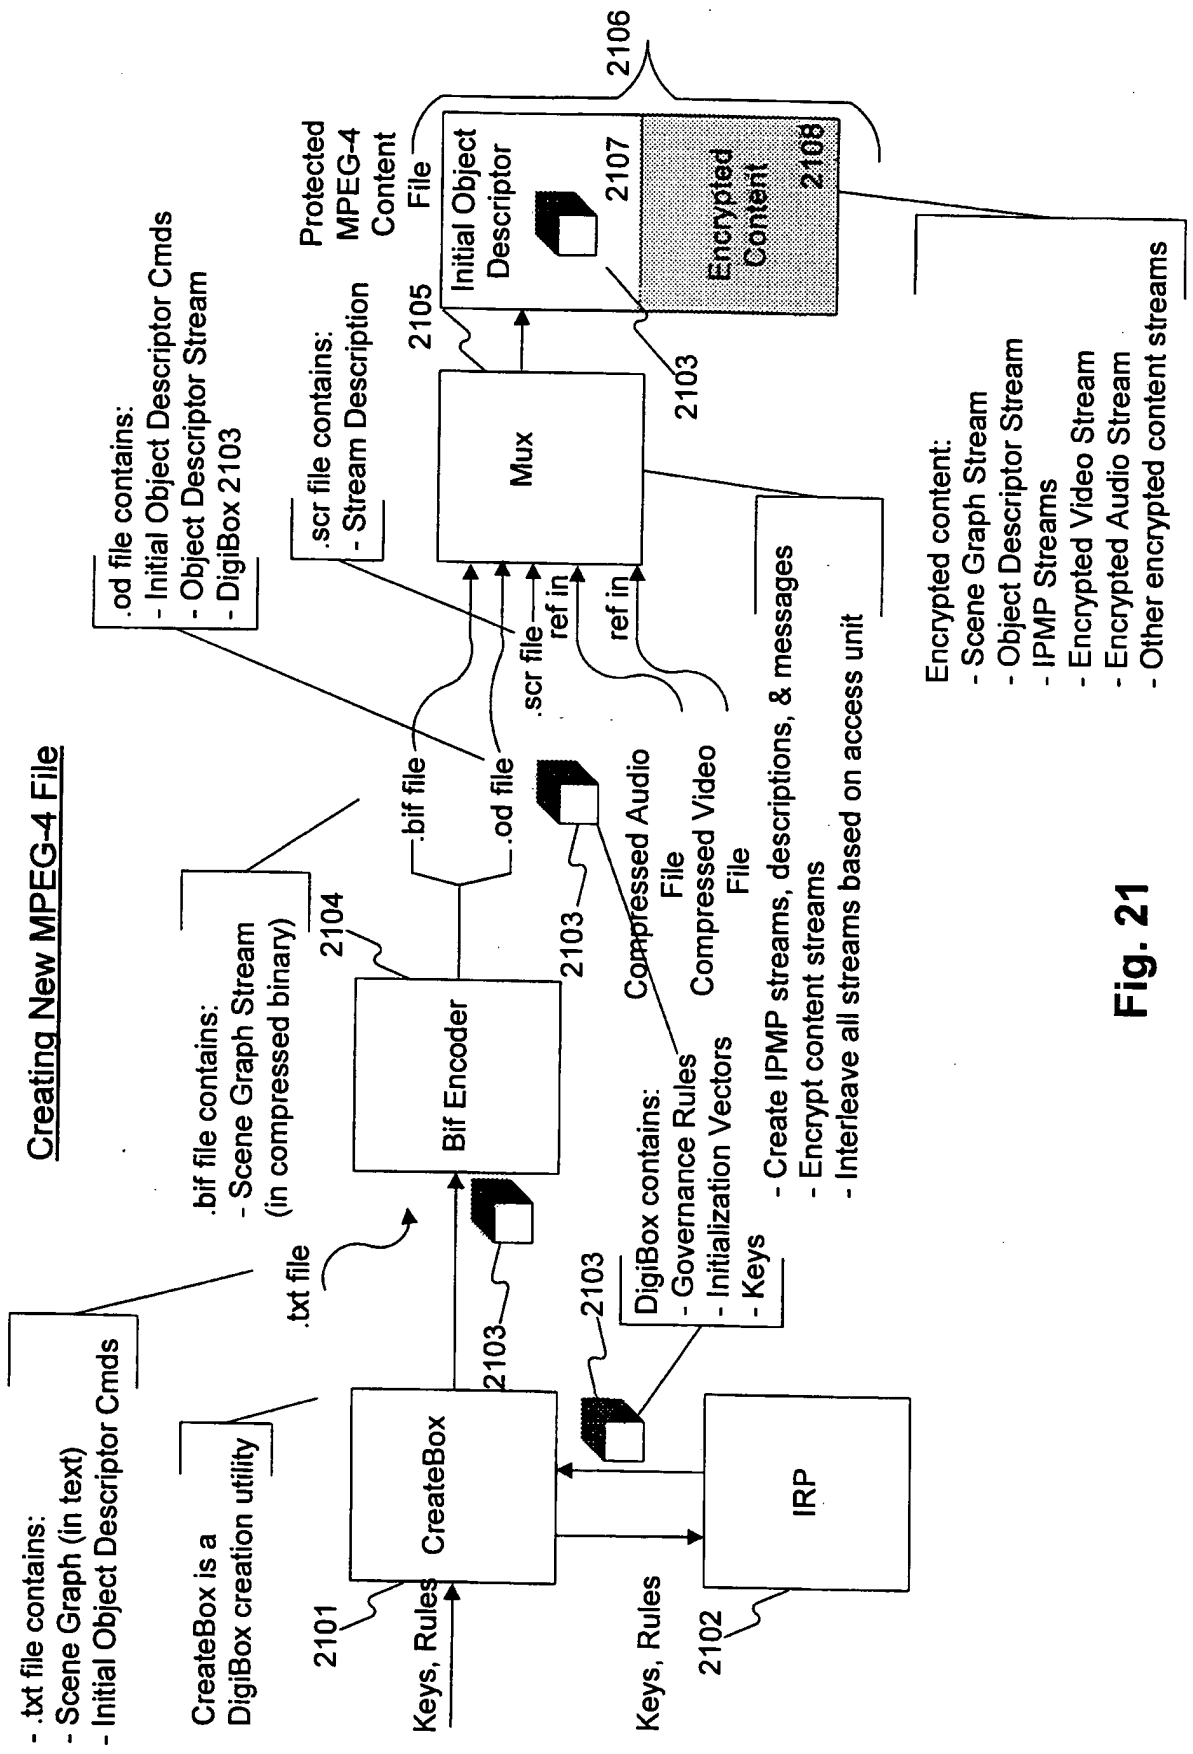 Creating New MPEG-4 File
- .txt file contains:
- Scene Graph (in text)
- Initial Object Descriptor Cmds
CreateBox is a
DigiBox creation utility
.bif file contains:
- Scene Graph Stream
(in compressed binary)
.od file contains:
- Initial Object Descriptor Cmds
- Object Descriptor Stream
- DigiBox 2103
.scr file contains:
- Stream Description
Protected
MPEG-4
Content
File
2101
Keys, Rules
CreateBox
.txt file
2103
2104
Bif Encoder
.bif file
.od file
.scr file
ref in
ref in
2103
Compressed Audio
File
Compressed Video
File
Mux
2105
Initial Object
Descriptor
2107
2103
Encrypted
Content
2108
2106
Keys, Rules
2102
IRP
2103
DigiBox contains:
- Governance Rules
- Initialization Vectors
- Keys
- Create IPMP streams, descriptions, & messages
- Encrypt content streams
- Interleave all streams based on access unit
Encrypted content:
- Scene Graph Stream
- Object Descriptor Stream
- IPMP Streams
- Encrypted Video Stream
- Encrypted Audio Stream
- Other encrypted content streams
Fig. 21